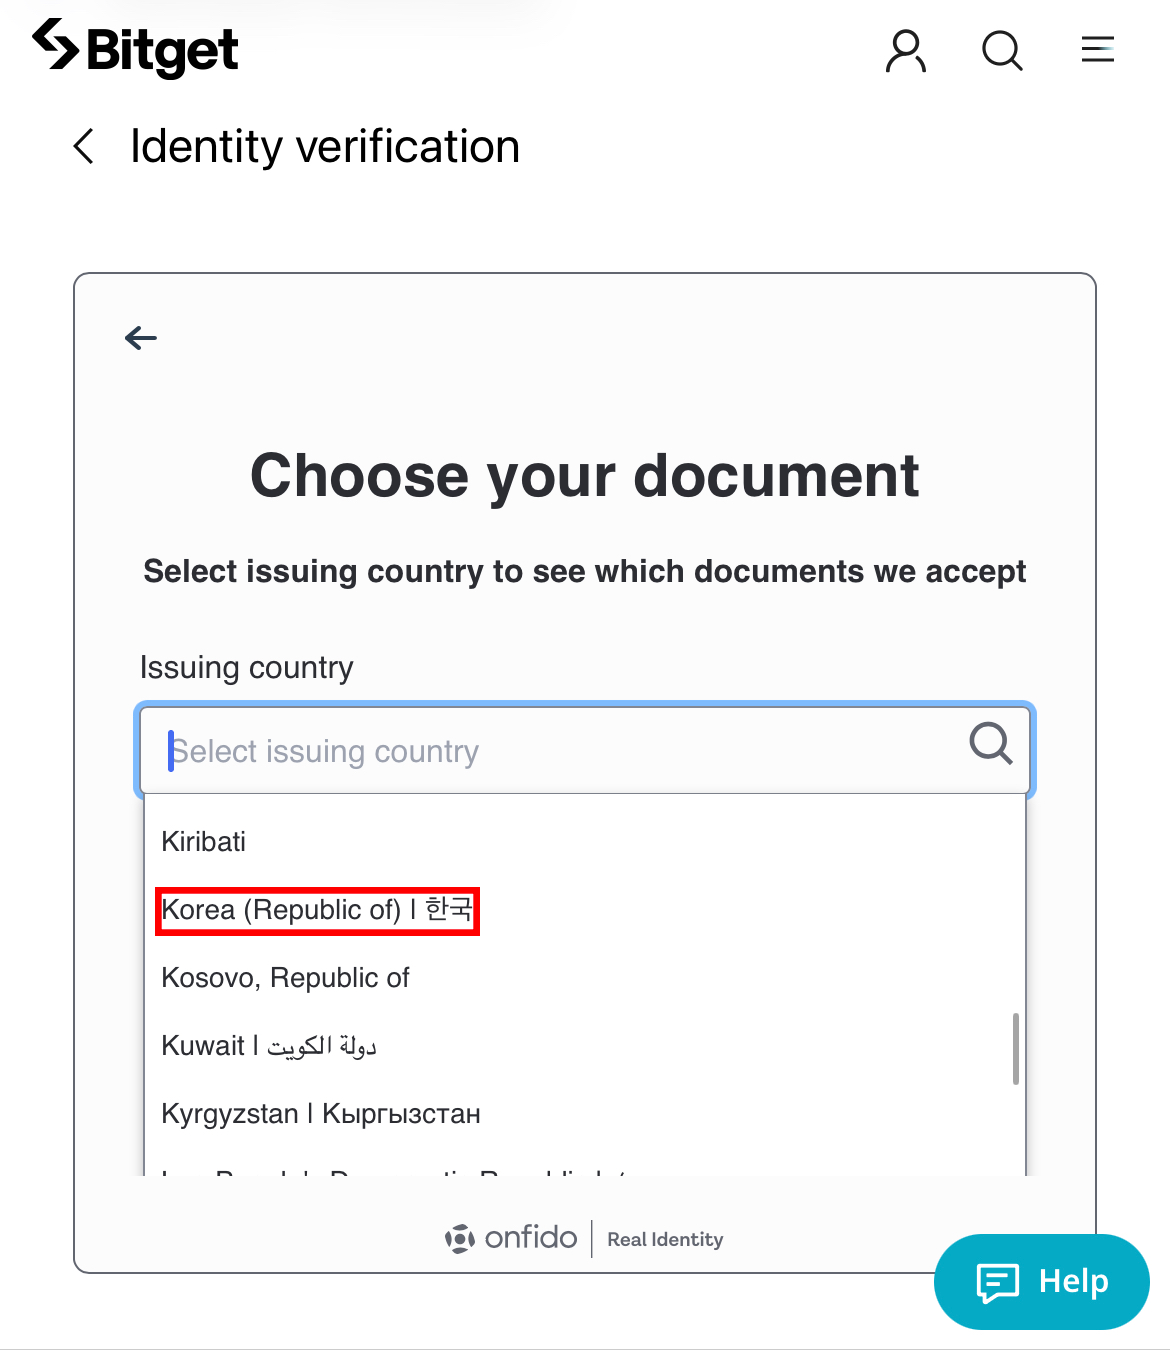 Bitget
Identity verification
Choose your document
Select issuing country to see which documents we accept
Issuing country
Select issuing country
Kiribati
Korea (Republic of) | 한국
Kosovo, Republic of
Kuwait | دولة الكويت
Kyrgyzstan | Кыргызстан
onfido | Real Identity
Help